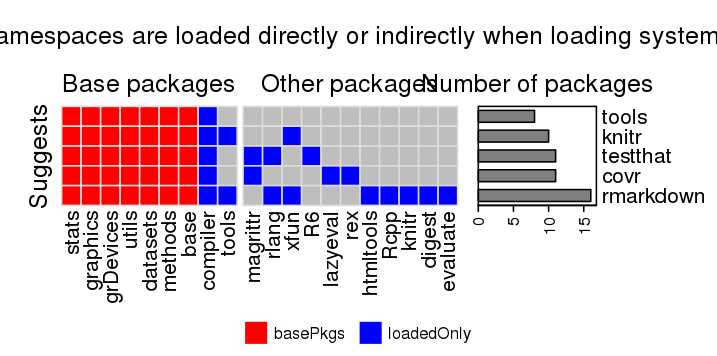 amespaces are loaded directly or indirectly when loading system
Base packages
Other packages
Number of packages
Suggests
tools
knitr
testthat
covr
rmarkdown
0
5
10
15
stats
graphics
grDevices
utils
datasets
methods
base
compiler
tools
magrittr
rlang
xfun
R6
lazyeval
rex
htmltools
Rcpp
knitr
digest
evaluate
basePkgs
loadedOnly